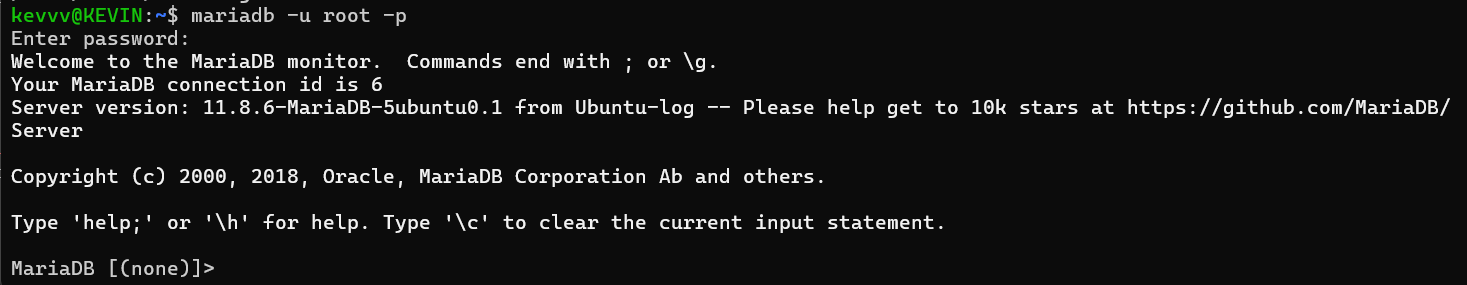 kevvv@KEVIN:~$ mariadb -u root -p
Enter password:
Welcome to the MariaDB monitor.  Commands end with ; or \g.
Your MariaDB connection id is 6
Server version: 11.8.6-MariaDB-5ubuntu0.1 from Ubuntu-log -- Please help get to 10k stars at https://github.com/MariaDB/
Server
Copyright (c) 2000, 2018, Oracle, MariaDB Corporation Ab and others.
Type 'help;' or '\h' for help. Type '\c' to clear the current input statement.
MariaDB [(none)]>